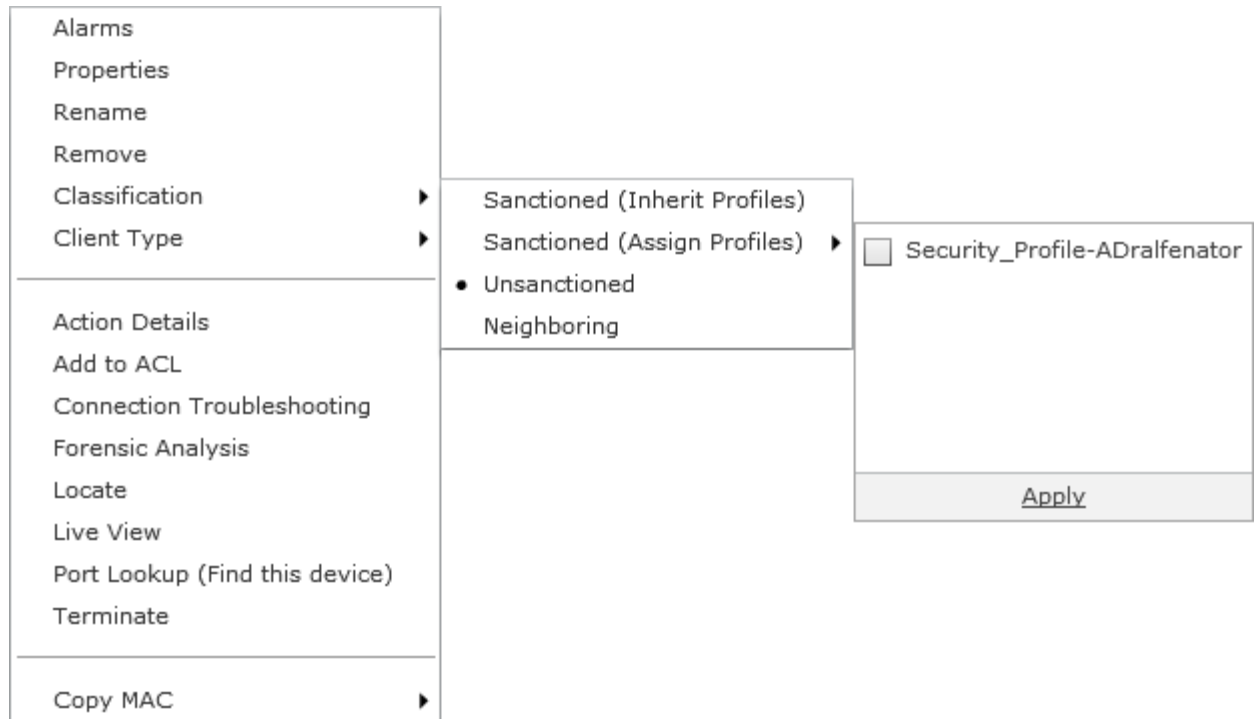 Alarms
Properties
Rename
Remove
Classification
Client Type
Action Details
Add to ACL
Connection Troubleshooting
Forensic Analysis
Locate
Live View
Port Lookup (Find this device)
Terminate
Copy MAC
Sanctioned (Inherit Profiles)
Sanctioned (Assign Profiles)
Unsanctioned
Neighboring
Security_Profile-ADralfenator
Apply